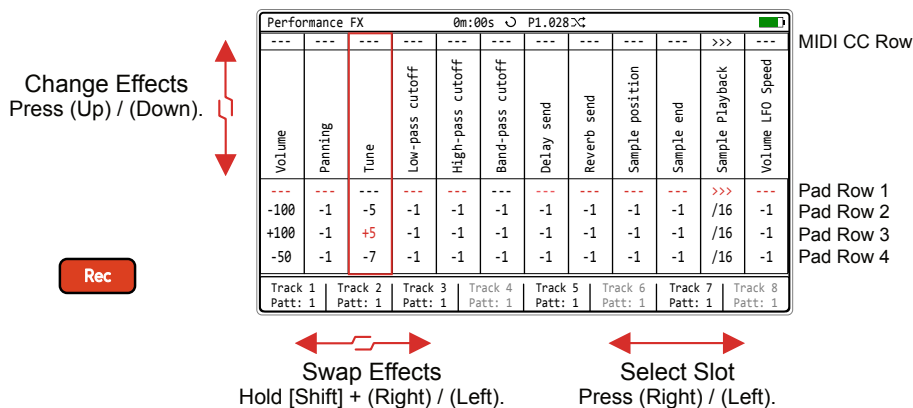 Performance FX 0m:00s P1.028
--- --- --- --- --- --- --- --- --- --- >>> --- MIDI CC Row
Change Effects
Press (Up) / (Down).
Volume
Panning
Tune
Low-pass cutoff
High-pass cutoff
Band-pass cutoff
Delay send
Reverb send
Sample position
Sample end
Sample Playback
Volume LFO Speed
--- --- --- --- --- --- --- --- --- --- >>> --- Pad Row 1
-100 -1 -5 -1 -1 -1 -1 -1 -1 -1 /16 -1 Pad Row 2
+100 -1 +5 -1 -1 -1 -1 -1 -1 -1 /16 -1 Pad Row 3
-50 -1 -7 -1 -1 -1 -1 -1 -1 -1 /16 -1 Pad Row 4
Rec
Track 1 Track 2 Track 3 Track 4 Track 5 Track 6 Track 7 Track 8
Patt: 1 Patt: 1 Patt: 1 Patt: 1 Patt: 1 Patt: 1 Patt: 1 Patt: 1
Swap Effects
Hold [Shift] + (Right) / (Left).
Select Slot
Press (Right) / (Left).